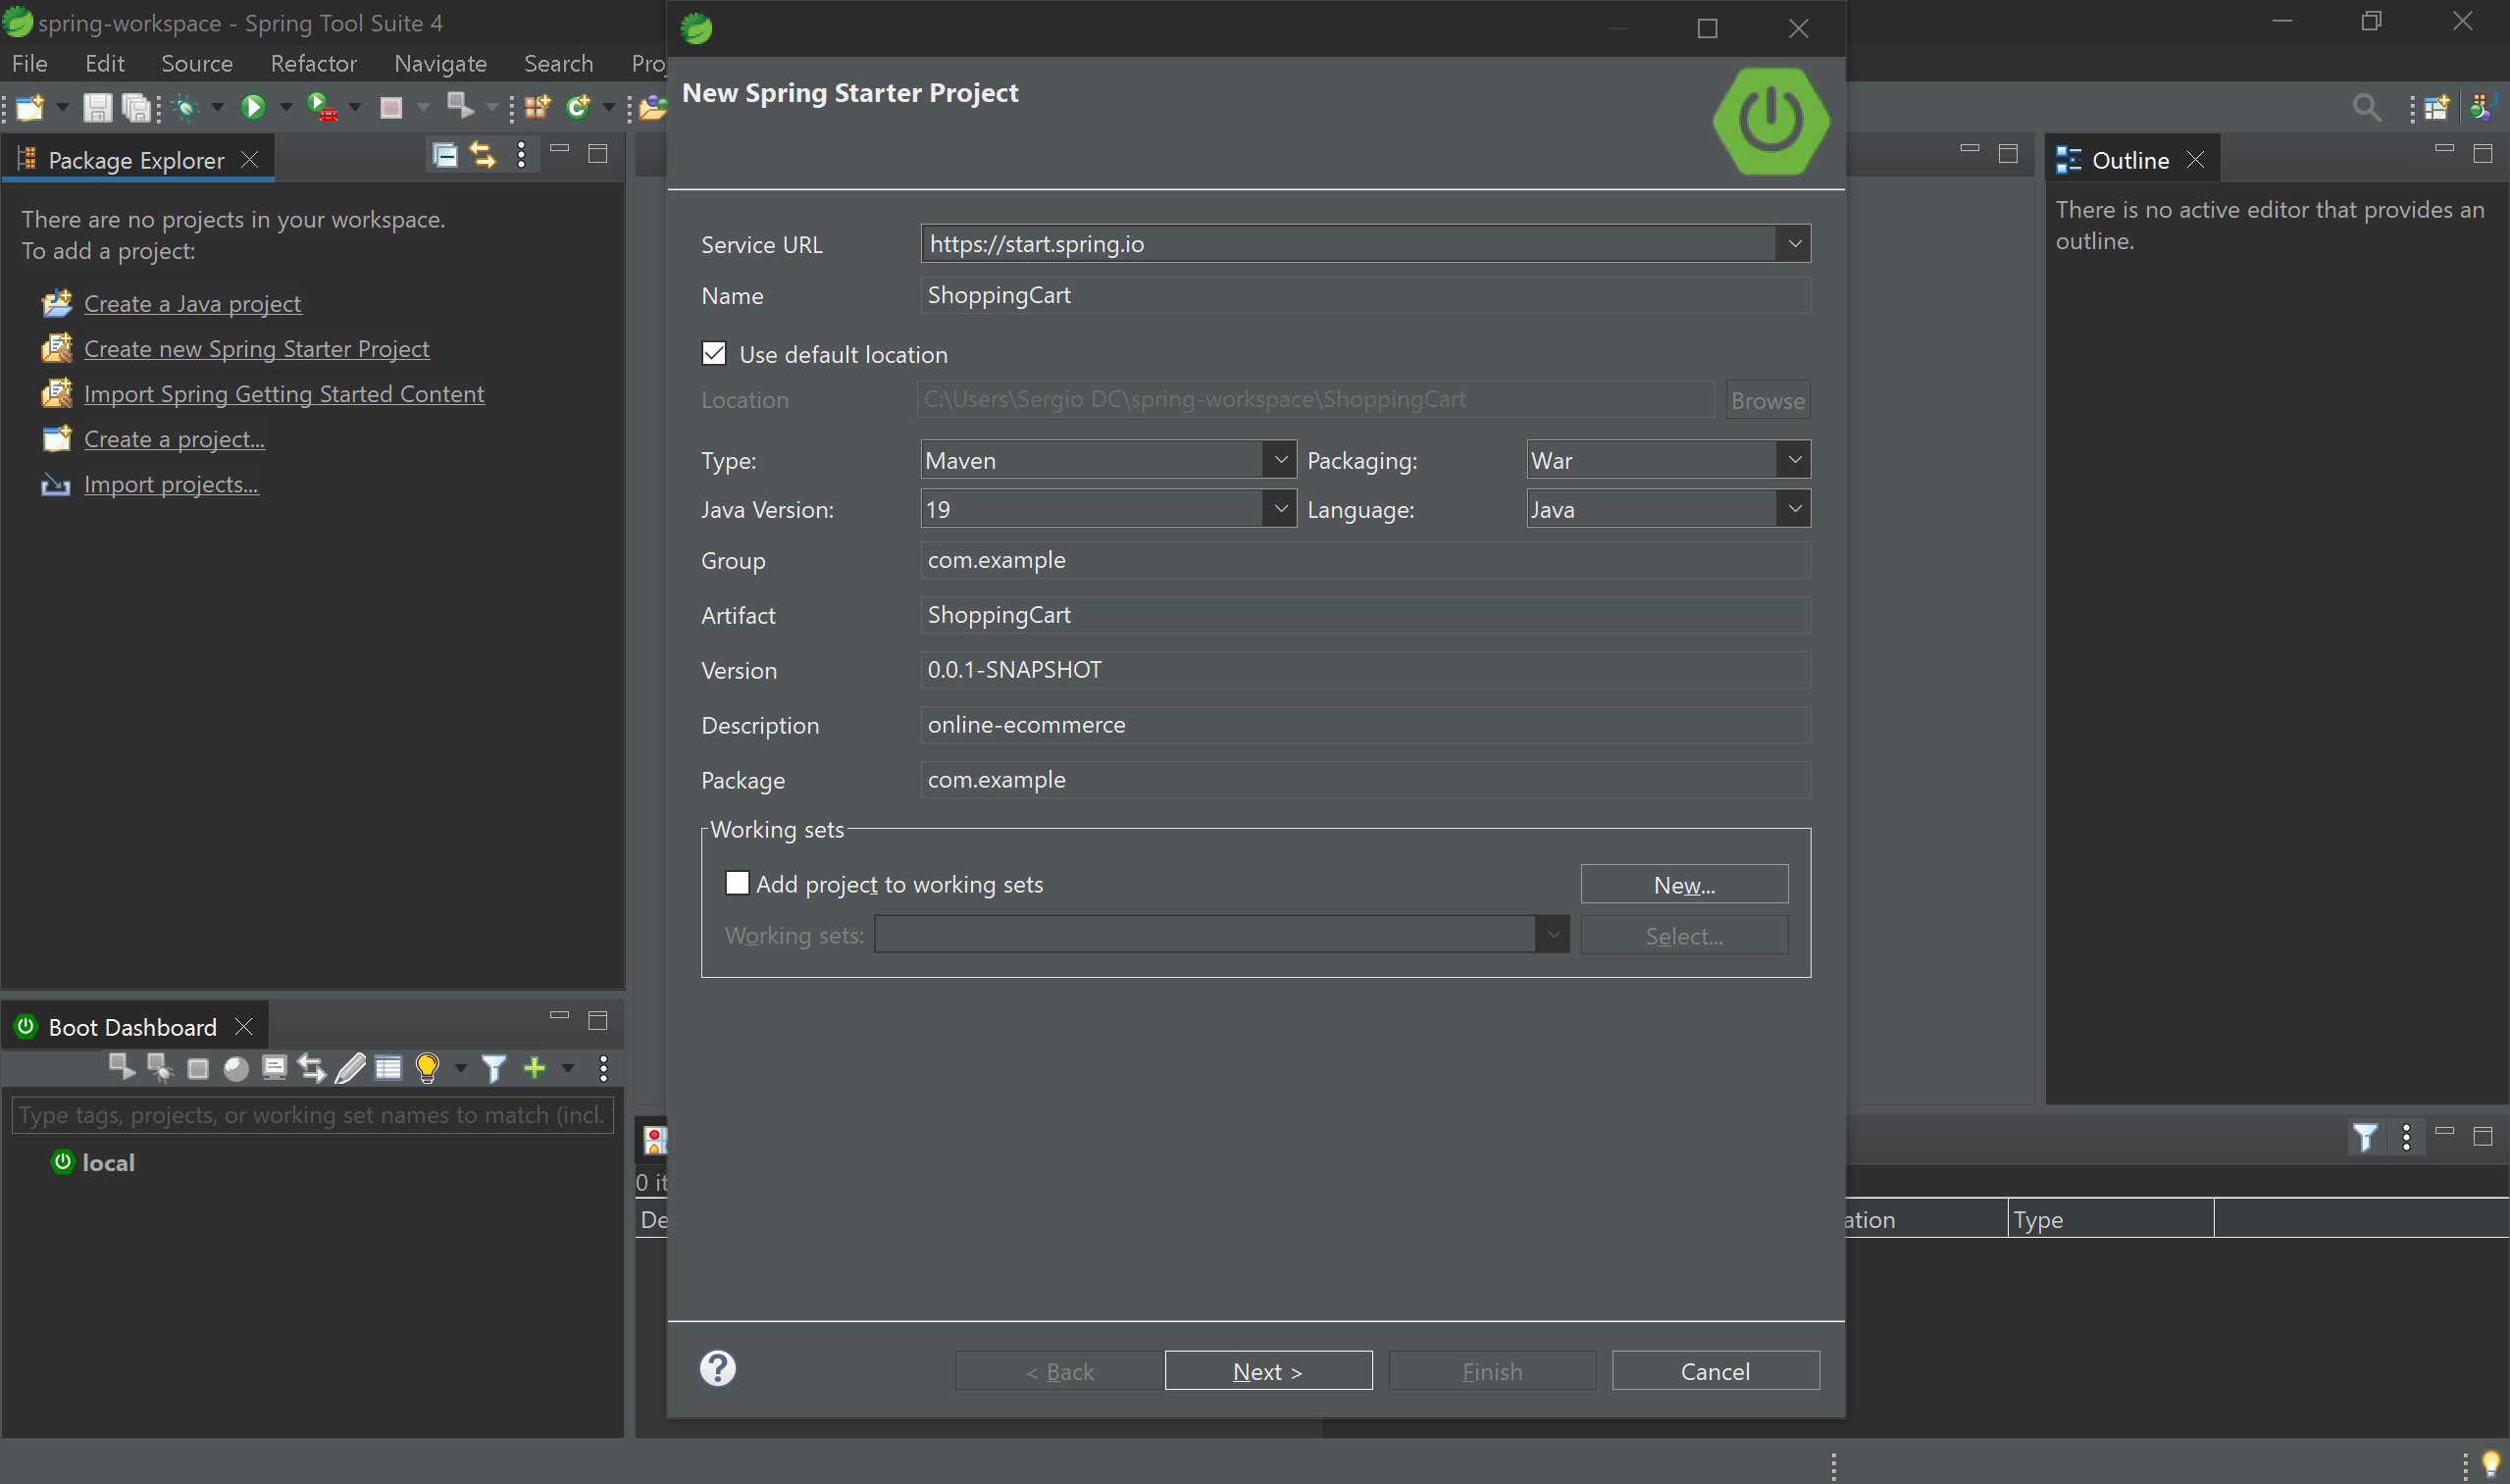 spring-workspace - Spring Tool Suite 4
File Edit Source Refactor Navigate Search
Package Explorer
There are no projects in your workspace.
To add a project:
Create a Java project
Create new Spring Starter Project
Import Spring Getting Started Content
Create a project...
Import projects...
Boot Dashboard
Type tags, projects, or working set names to match (incl.
local
New Spring Starter Project
Service URL https://start.spring.io
Name ShoppingCart
Use default location
Location C:\Users\Sergio DC\spring-workspace\ShoppingCart Browse
Type: Maven Packaging: War
Java Version: 19 Language: Java
Group com.example
Artifact ShoppingCart
Version 0.0.1-SNAPSHOT
Description online-ecommerce
Package com.example
Working sets
Add project to working sets New...
Working sets: Select...
< Back Next > Finish Cancel
Outline
There is no active editor that provides an
outline.
Type